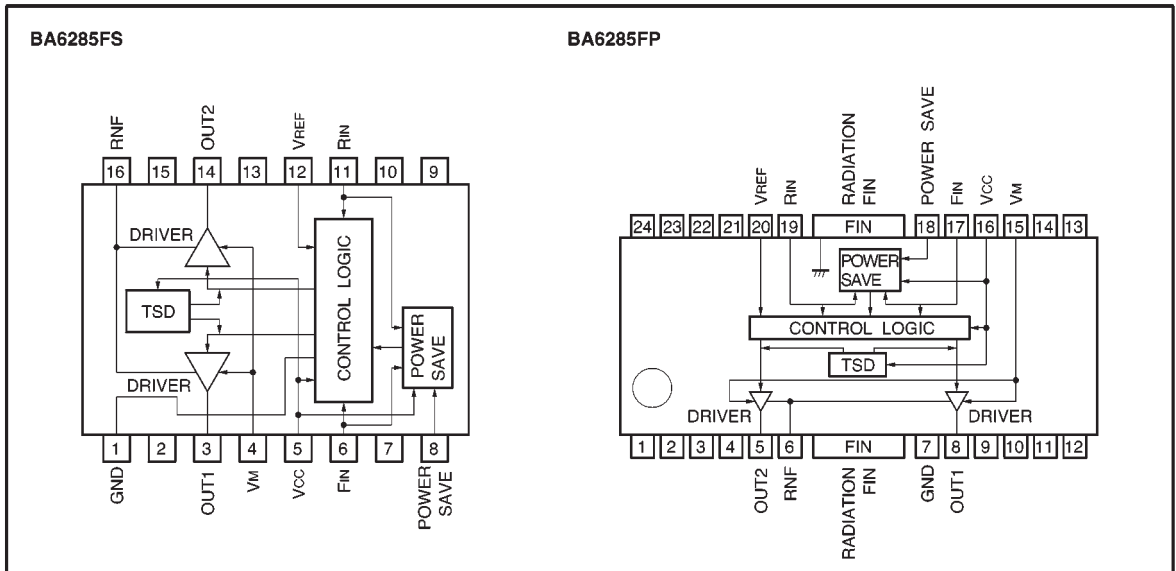 BA6285FS
RNF
OUT2
VREF
RIN
16 15 14 13 12 11 10 9
DRIVER
TSD
CONTROL LOGIC
POWER
SAVE
DRIVER
1 2 3 4 5 6 7 8
GND
OUT1
VM
VCC
FIN
POWER
SAVE
BA6285FP
VREF
RIN
RADIATION
FIN
POWER SAVE
FIN
VCC
VM
24 23 22 21 20 19 FIN 18 17 16 15 14 13
POWER
SAVE
CONTROL LOGIC
TSD
DRIVER
DRIVER
1 2 3 4 5 6 FIN 7 8 9 10 11 12
OUT2
RNF
RADIATION
FIN
GND
OUT1